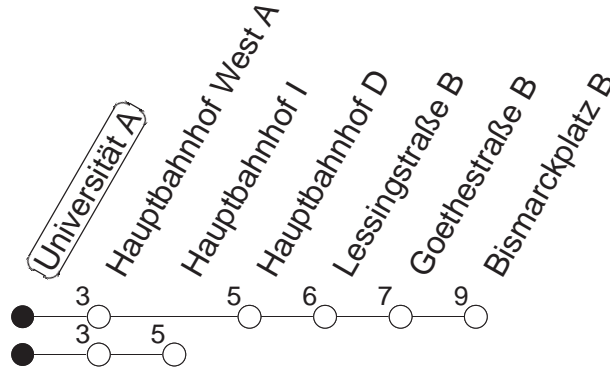 Universität A
Hauptbahnhof West A
Hauptbahnhof I
Hauptbahnhof D
Lessingstraße B
Goethestraße B
Bismarckplatz B
3 5 6 7 9
3 5